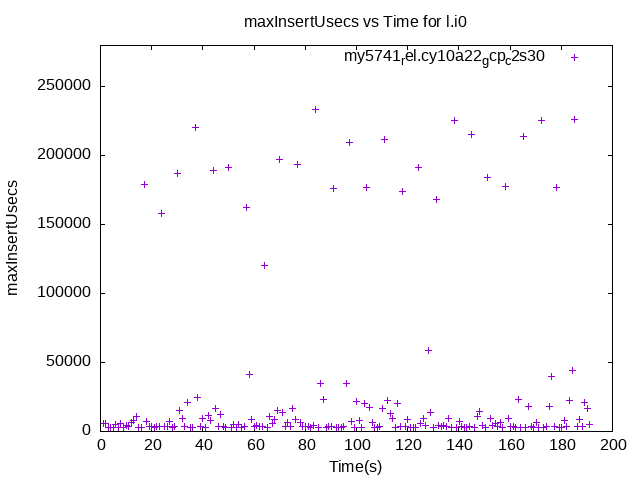 maxInsertUsecs vs Time for l.i0
my5741rel.cy10a22gcpc2s30
250000
200000
150000
100000
50000
0
maxInsertUsecs
0 20 40 60 80 100 120 140 160 180 200
Time(s)